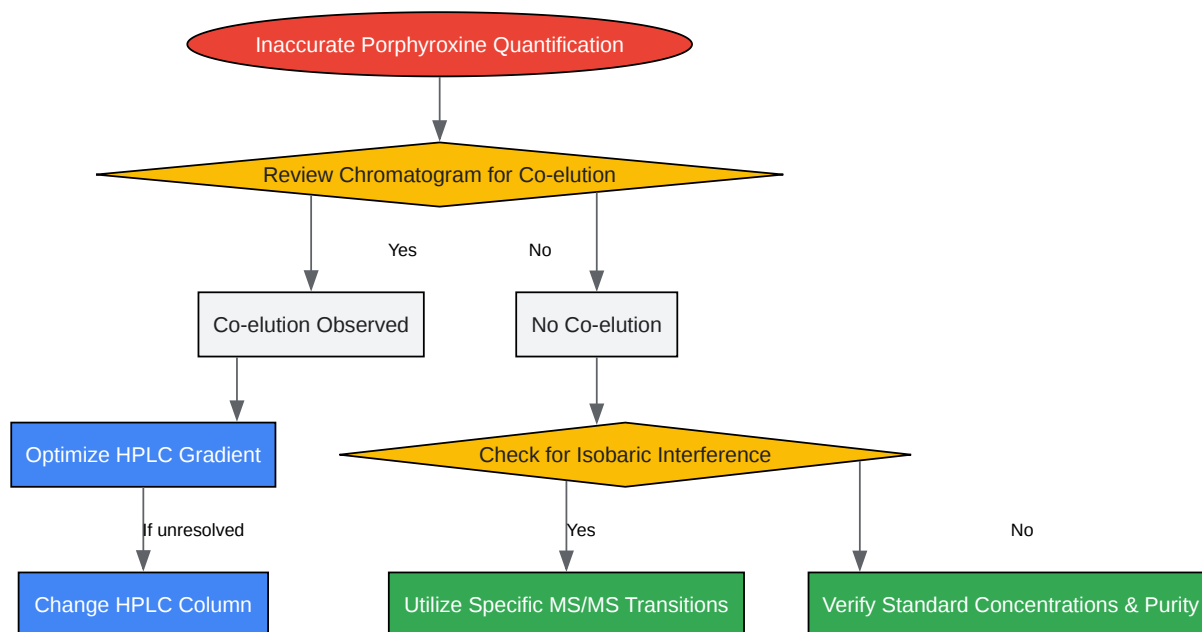 Inaccurate Porphyroxine Quantification
Review Chromatogram for Co-elution
Yes
No
Co-elution Observed
No Co-elution
Optimize HPLC Gradient
Check for Isobaric Interference
If unresolved
Yes
No
Change HPLC Column
Utilize Specific MS/MS Transitions
Verify Standard Concentrations & Purity